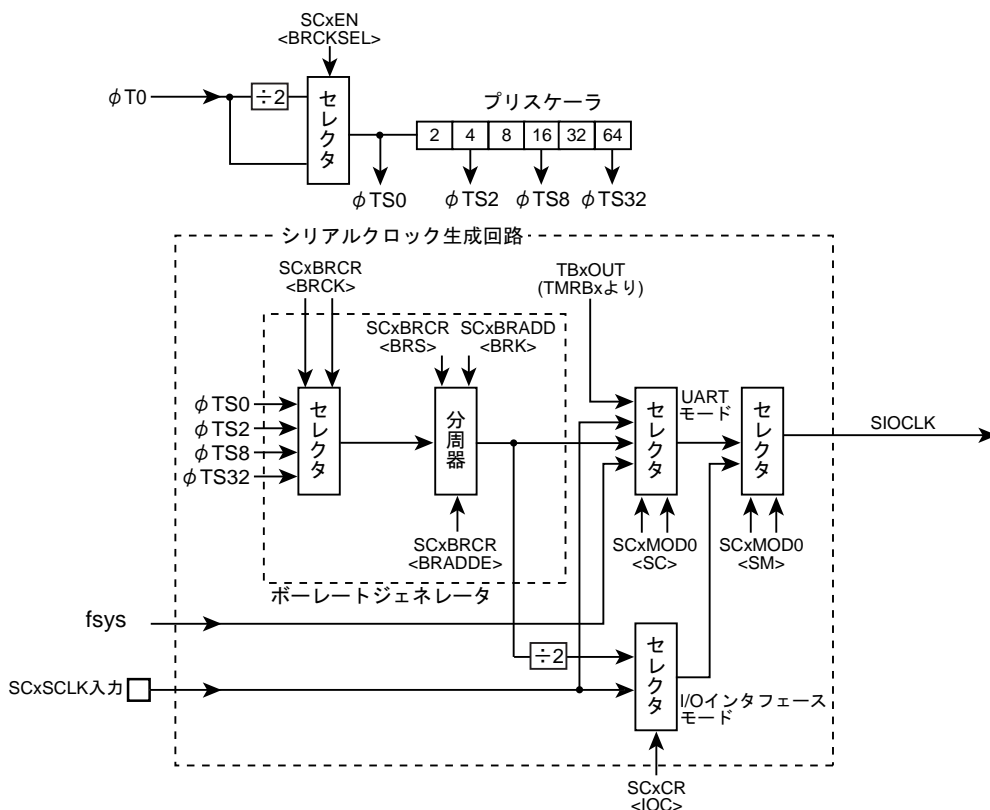 SCxEN
<BRCKSEL>
φT0
÷2
セレクタ
プリスケーラ
2 4 8 16 32 64
φTS0
φTS2
φTS8
φTS32
シリアルクロック生成回路
SCxBRCR
<BRCK>
TBxOUT
(TMRBxより)
SCxBRCR
<BRS>
SCxBRADD
<BRK>
φTS0
φTS2
φTS8
φTS32
セレクタ
分周器
セレクタ
UART
モード
セレクタ
SIOCLK
SCxBRCR
<BRADDE>
SCxMOD0
<SC>
SCxMOD0
<SM>
ボーレートジェネレータ
fsys
÷2
セレクタ
SCxSCLK入力
I/Oインタフェース
モード
SCxCR
<IOC>